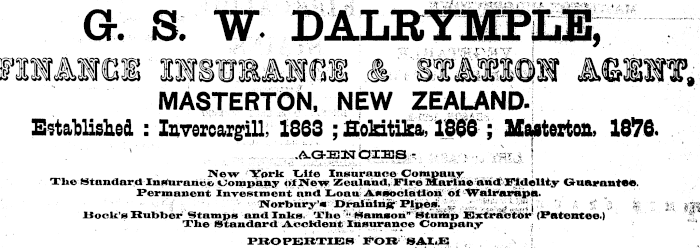 G. S. W. DALRYMPLE,
FINANCE INSURANCE & STATION AGENT,
MASTERTON, NEW ZEALAND.
Established : Invercargill, 1863 ; Hokitika, 1866 ; Masterton, 1876.
AGENCIES
New York Life Insurance Company
The Standard Insurance Company of New Zealand, Fire Marine and Fidelity Guarantee.
Permanent Investment and Loan Association of Wairarapa.
Norbury's Draining Pipes.
Bock's Rubber Stamps and Inks. The "Samson" Stump Extractor (Patentee.)
The Standard Accident Insurance Company
PROPERTIES FOR SALE